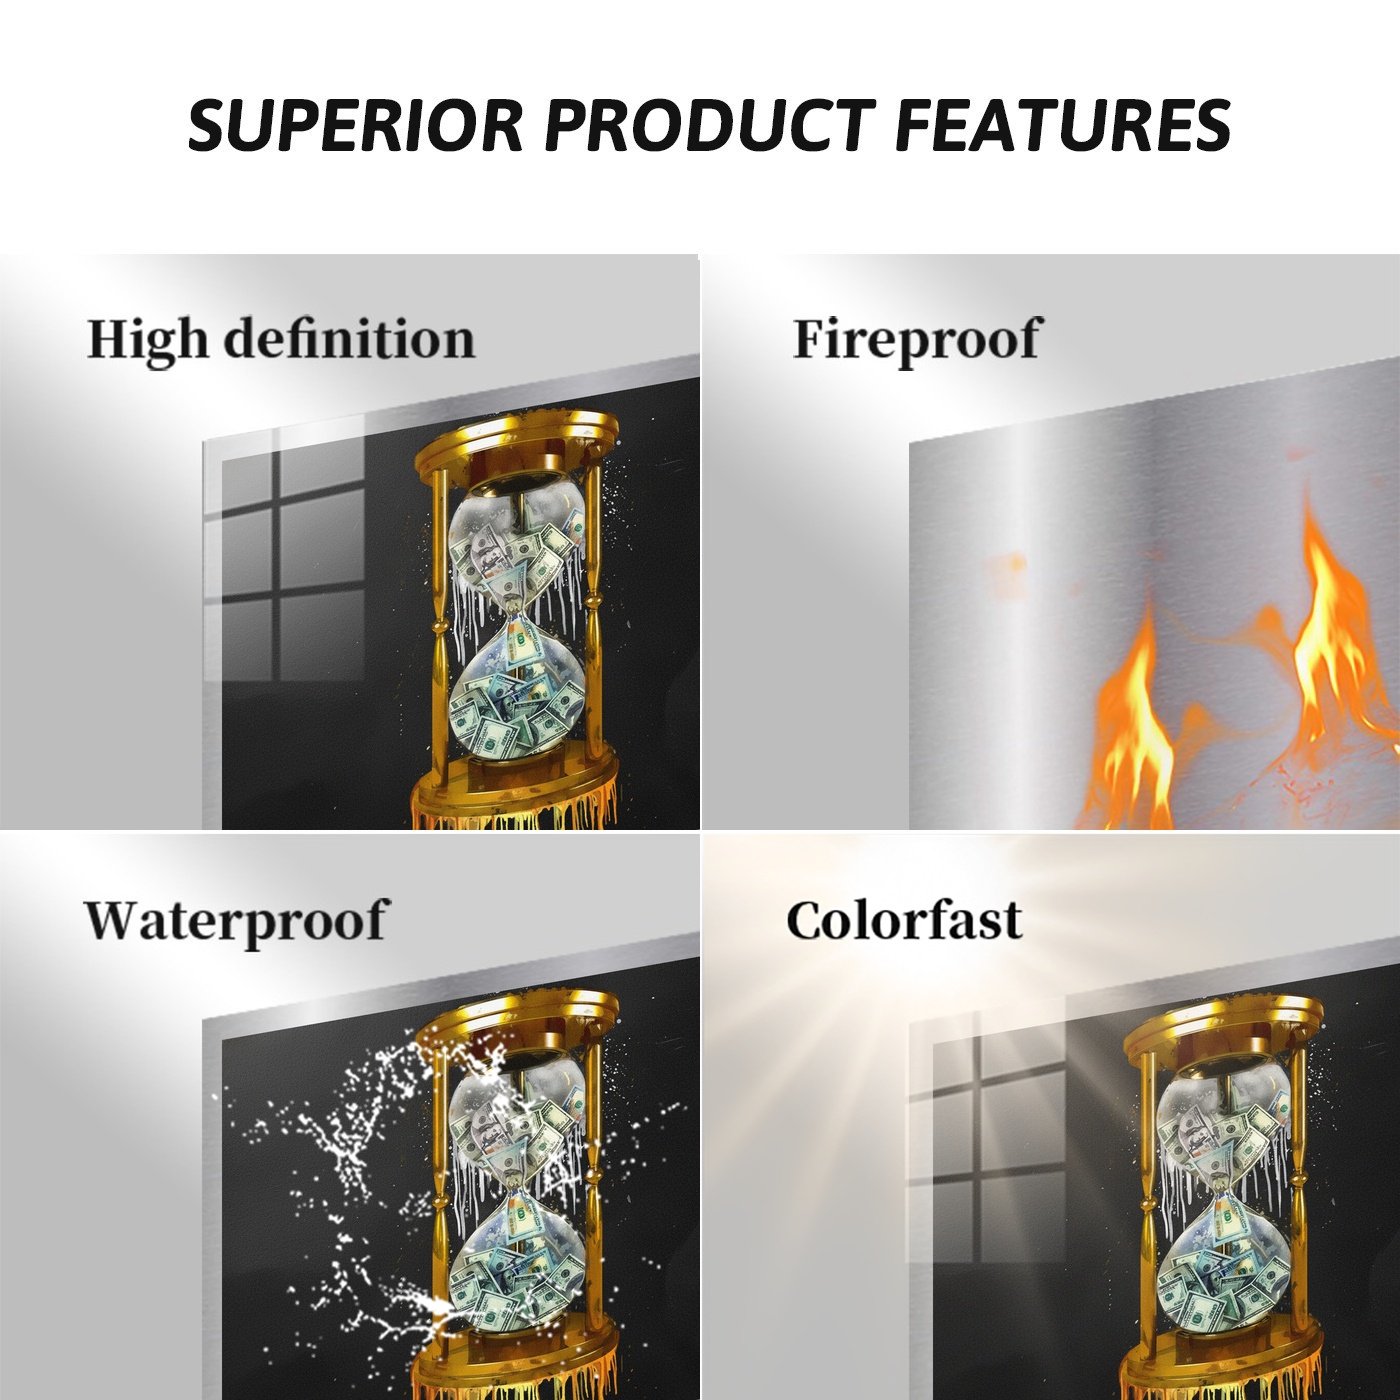 SUPERIOR PRODUCT FEATURES
High definition
Fireproof
Waterproof
Colorfast